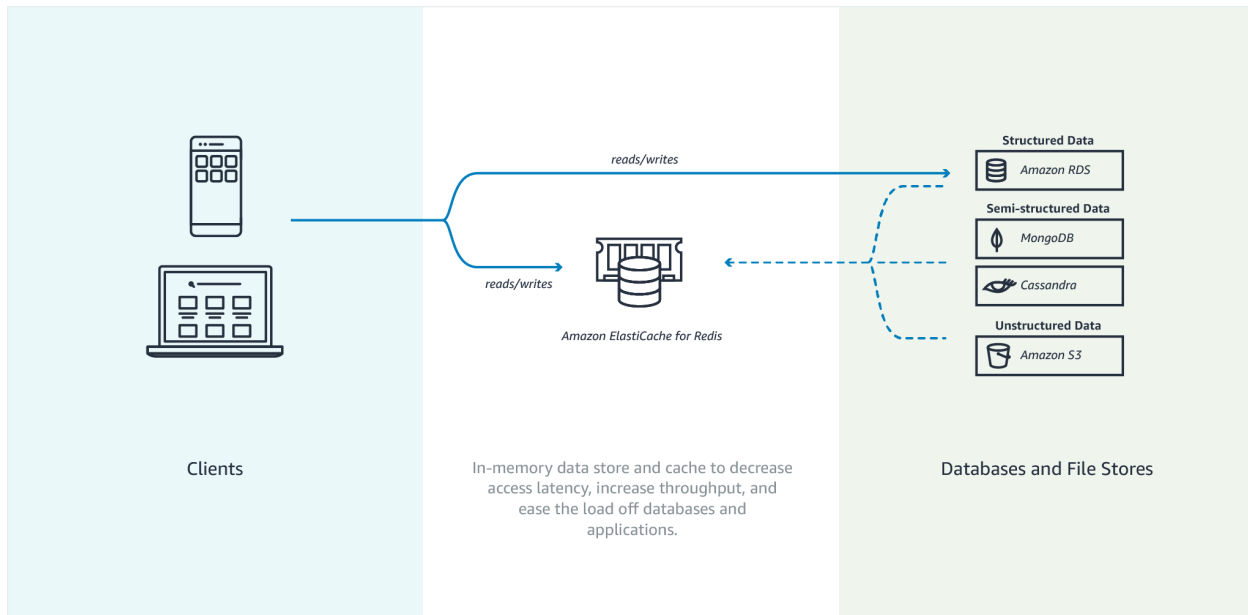 Structured Data
reads/writes
Amazon RDS
Semi-structured Data
MongoDB
reads/writes
Cassandra
Amazon ElastiCache for Redis
Unstructured Data
Amazon S3
Clients
In-memory data store and cache to decrease
access latency, increase throughput, and
ease the load off databases and
applications.
Databases and File Stores